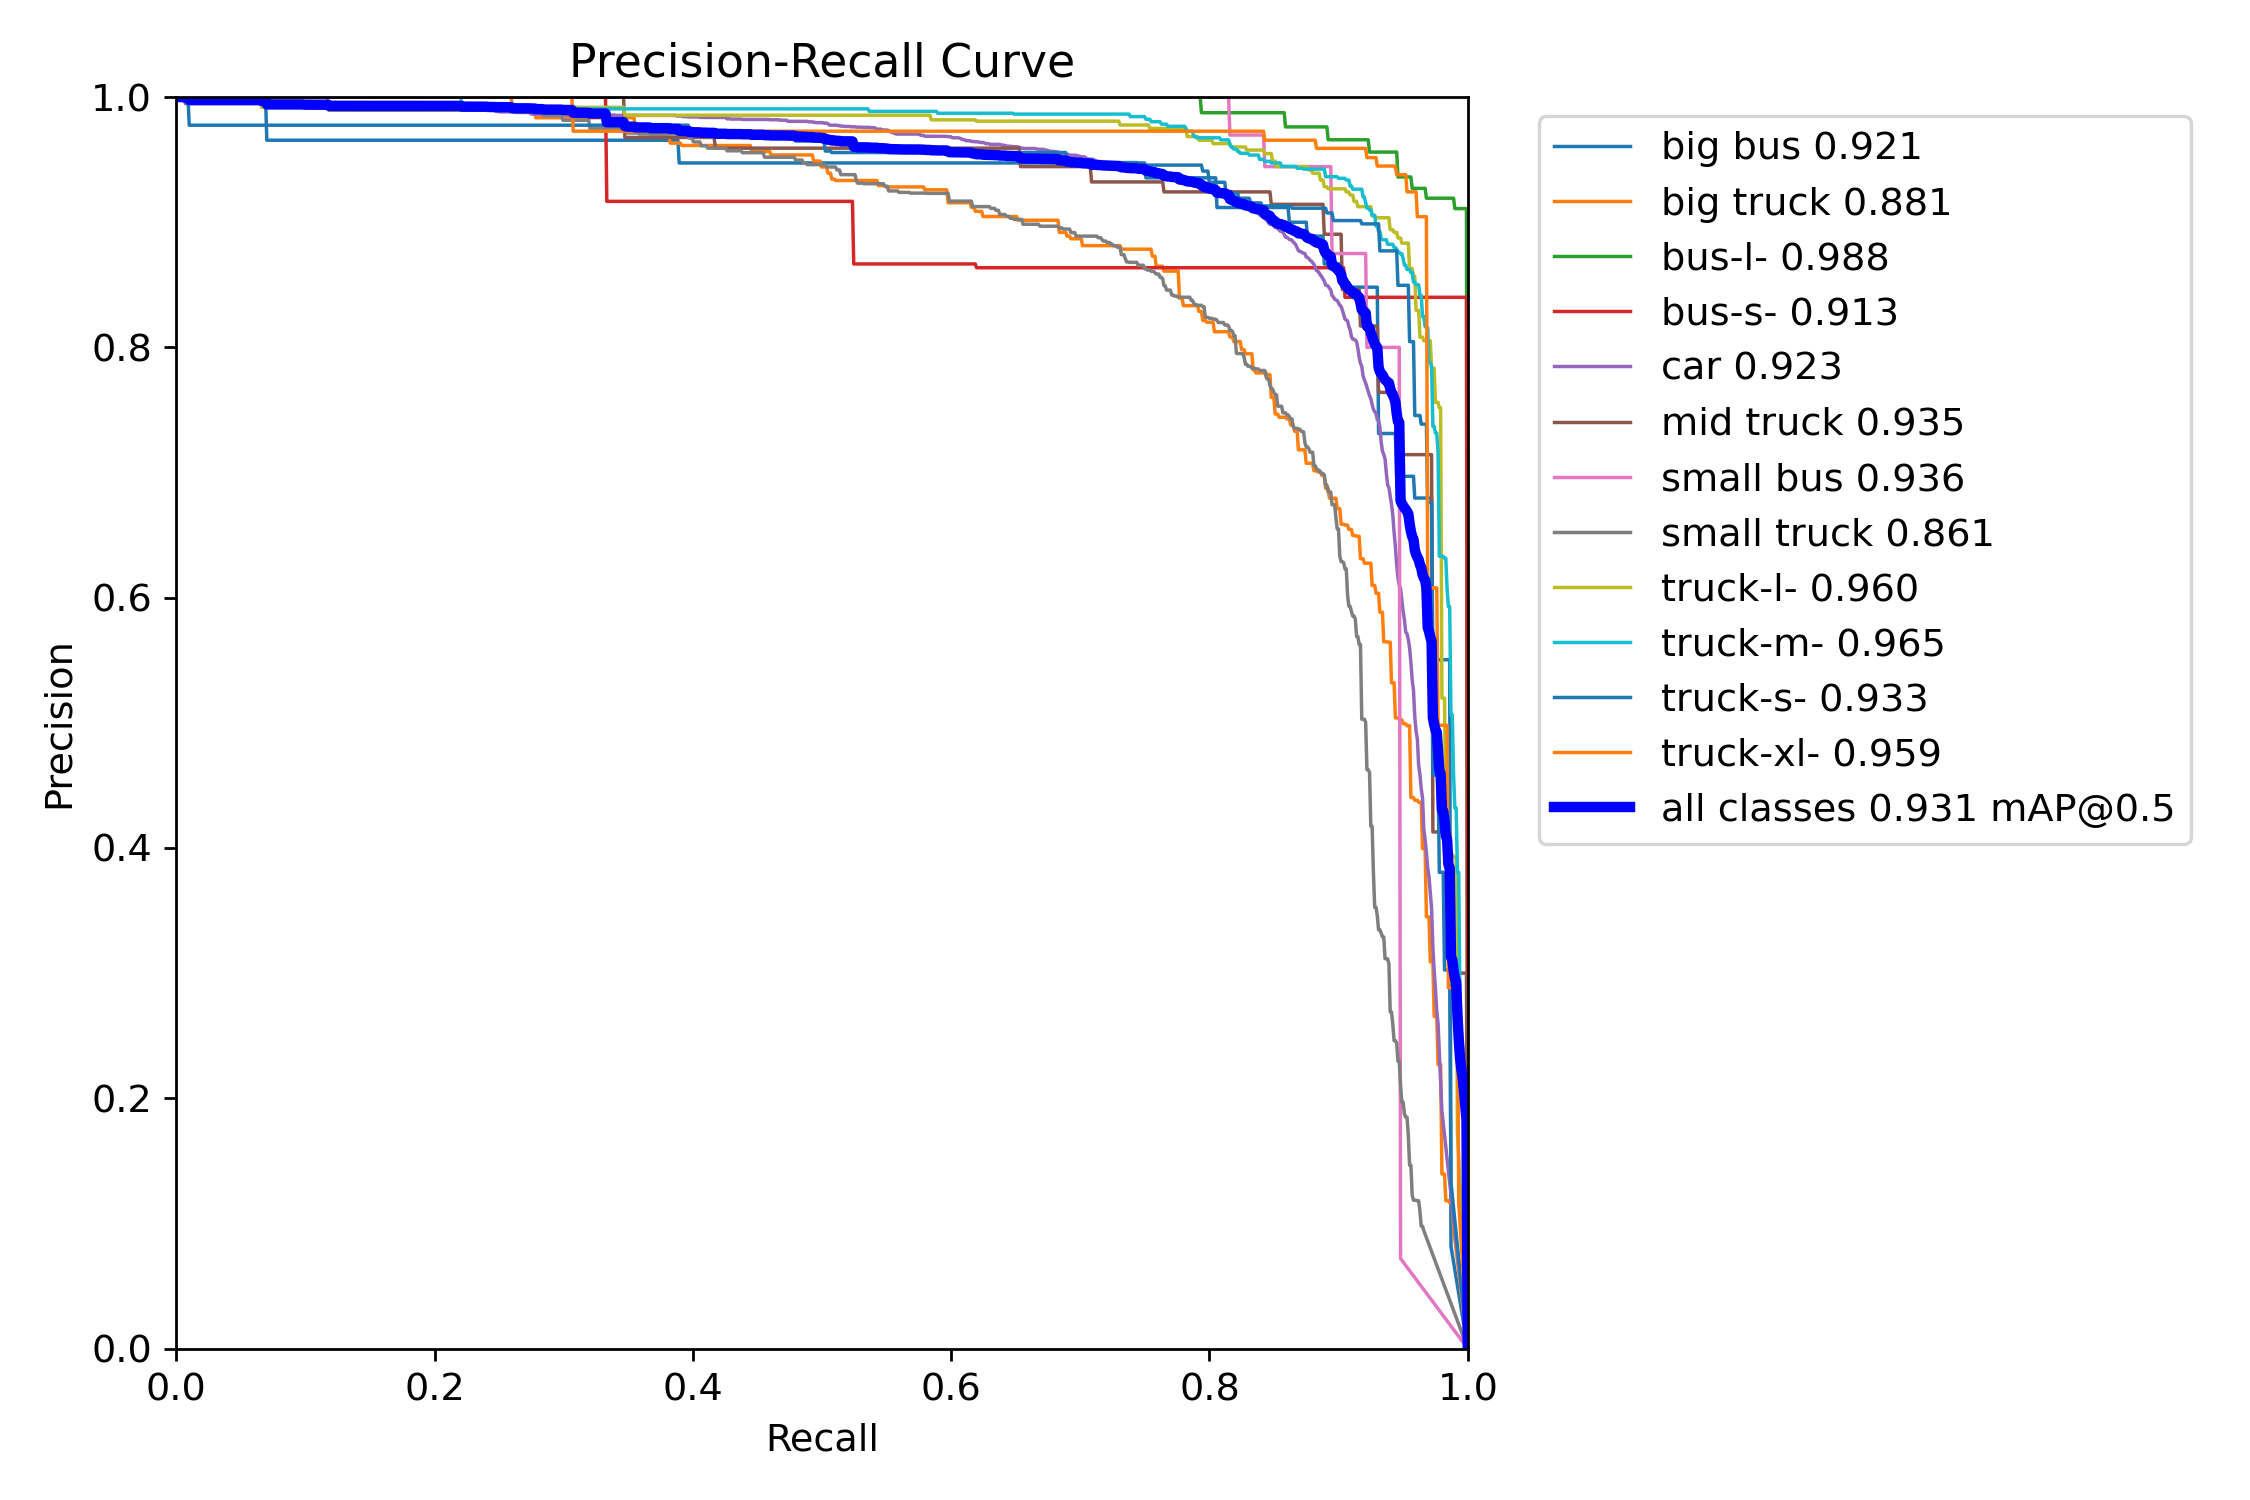 Precision-Recall Curve
1.0
0.8
0.6
0.4
0.2
0.0
Precision
0.0 0.2 0.4 0.6 0.8 1.0
Recall
big bus 0.921
big truck 0.881
bus-l- 0.988
bus-s- 0.913
car 0.923
mid truck 0.935
small bus 0.936
small truck 0.861
truck-l- 0.960
truck-m- 0.965
truck-s- 0.933
truck-xl- 0.959
all classes 0.931 mAP@0.5